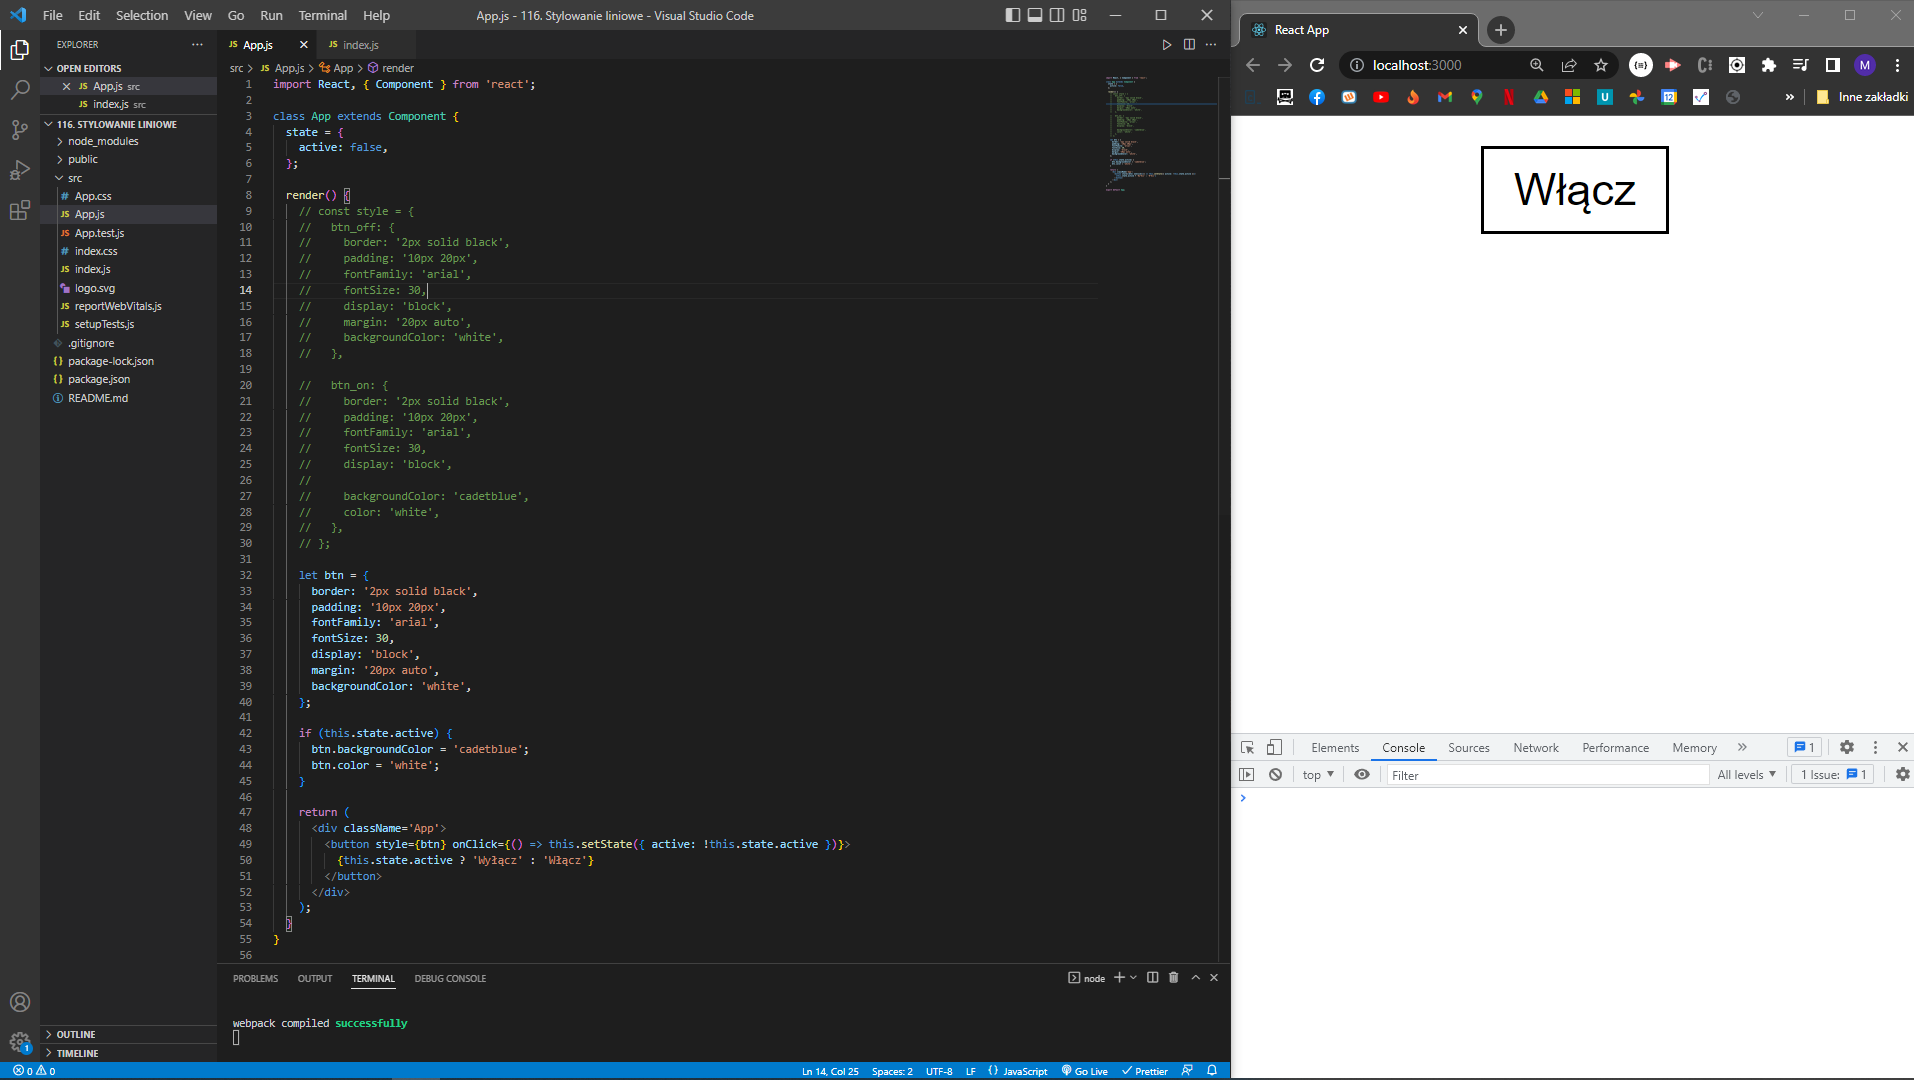 File Edit Selection View Go Run Terminal Help
App.js - 116. Stylowanie liniowe - Visual Studio Code
EXPLORER
OPEN EDITORS
App.js src
index.js src
116. STYLOWANIE LINIOWE
node_modules
public
src
# App.css
JS App.js
JS App.test.js
# index.css
JS index.js
logo.svg
JS reportWebVitals.js
JS setupTests.js
.gitignore
{} package-lock.json
{} package.json
README.md
OUTLINE
TIMELINE
JS App.js
JS index.js
src > JS App.js > App > render
1 import React, { Component } from 'react';
2
3 class App extends Component {
4 state = {
5 active: false,
6 };
7
8 render() {
9 // const style = {
10 // btn_off: {
11 // border: '2px solid black',
12 // padding: '10px 20px',
13 // fontFamily: 'arial',
14 // fontSize: 30,
15 // display: 'block',
16 // margin: '20px auto',
17 // backgroundColor: 'white',
18 // },
19
20 // btn_on: {
21 // border: '2px solid black',
22 // padding: '10px 20px',
23 // fontFamily: 'arial',
24 // fontSize: 30,
25 // display: 'block',
26 //
27 // backgroundColor: 'cadetblue',
28 // color: 'white',
29 // },
30 // };
31
32 let btn = {
33 border: '2px solid black',
34 padding: '10px 20px',
35 fontFamily: 'arial',
36 fontSize: 30,
37 display: 'block',
38 margin: '20px auto',
39 backgroundColor: 'white',
40 };
41
42 if (this.state.active) {
43 btn.backgroundColor = 'cadetblue';
44 btn.color = 'white';
45 }
46
47 return (
48 <div className='App'>
49 <button style={btn} onClick={() => this.setState({ active: !this.state.active })}>
50 {this.state.active ? 'Wyłącz' : 'Włącz'}
51 </button>
52 </div>
53 );
54 }
55 }
56
PROBLEMS OUTPUT TERMINAL DEBUG CONSOLE
node
webpack compiled successfully
0 0
Ln 14, Col 25 Spaces: 2 UTF-8 LF {} JavaScript Go Live Prettier
React App
localhost:3000
M
Inne zakładki
Włącz
Elements Console Sources Network Performance Memory
1
top
Filter
All levels
1 Issue: 1